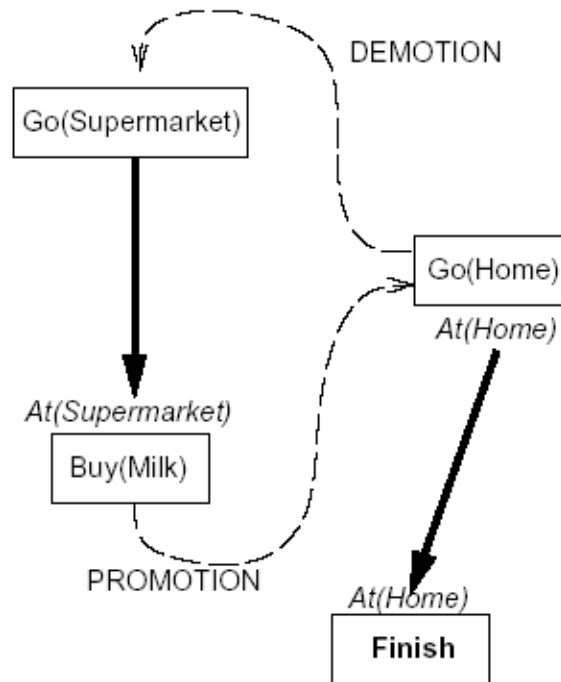 DEMOTION
Go(Supermarket)
Go(Home)
At(Home)
At(Supermarket)
Buy(Milk)
PROMOTION
At(Home)
Finish